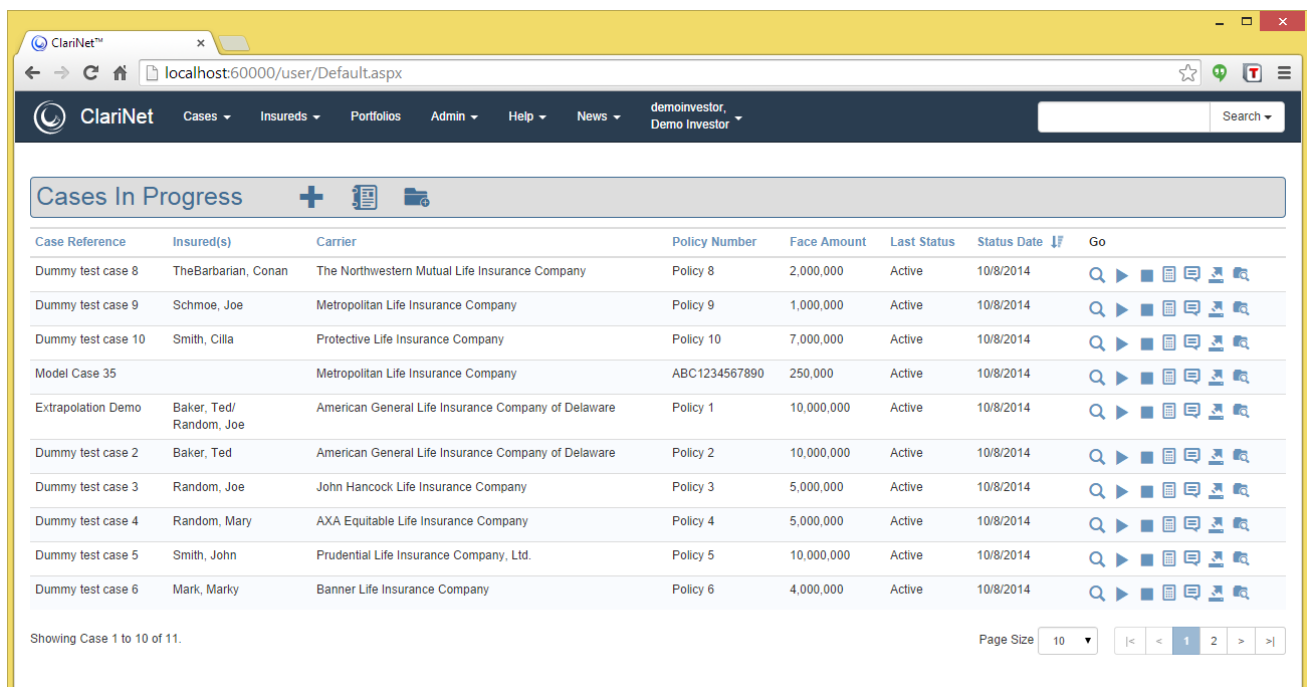 ClariNet™
localhost:60000/user/Default.aspx
ClariNet Cases Insureds Portfolios Admin Help News demoinvestor, Demo Investor Search
Cases In Progress
Case Reference Insured(s) Carrier Policy Number Face Amount Last Status Status Date Go
Dummy test case 8 TheBarbarian, Conan The Northwestern Mutual Life Insurance Company Policy 8 2,000,000 Active 10/8/2014
Dummy test case 9 Schmoe, Joe Metropolitan Life Insurance Company Policy 9 1,000,000 Active 10/8/2014
Dummy test case 10 Smith, Cilla Protective Life Insurance Company Policy 10 7,000,000 Active 10/8/2014
Model Case 35 Metropolitan Life Insurance Company ABC1234567890 250,000 Active 10/8/2014
Extrapolation Demo Baker, Ted/ American General Life Insurance Company of Delaware Policy 1 10,000,000 Active 10/8/2014
Random, Joe
Dummy test case 2 Baker, Ted American General Life Insurance Company of Delaware Policy 2 10,000,000 Active 10/8/2014
Dummy test case 3 Random, Joe John Hancock Life Insurance Company Policy 3 5,000,000 Active 10/8/2014
Dummy test case 4 Random, Mary AXA Equitable Life Insurance Company Policy 4 5,000,000 Active 10/8/2014
Dummy test case 5 Smith, John Prudential Life Insurance Company, Ltd. Policy 5 10,000,000 Active 10/8/2014
Dummy test case 6 Mark, Marky Banner Life Insurance Company Policy 6 4,000,000 Active 10/8/2014
Showing Case 1 to 10 of 11. Page Size 10 |< < 1 2 > >|